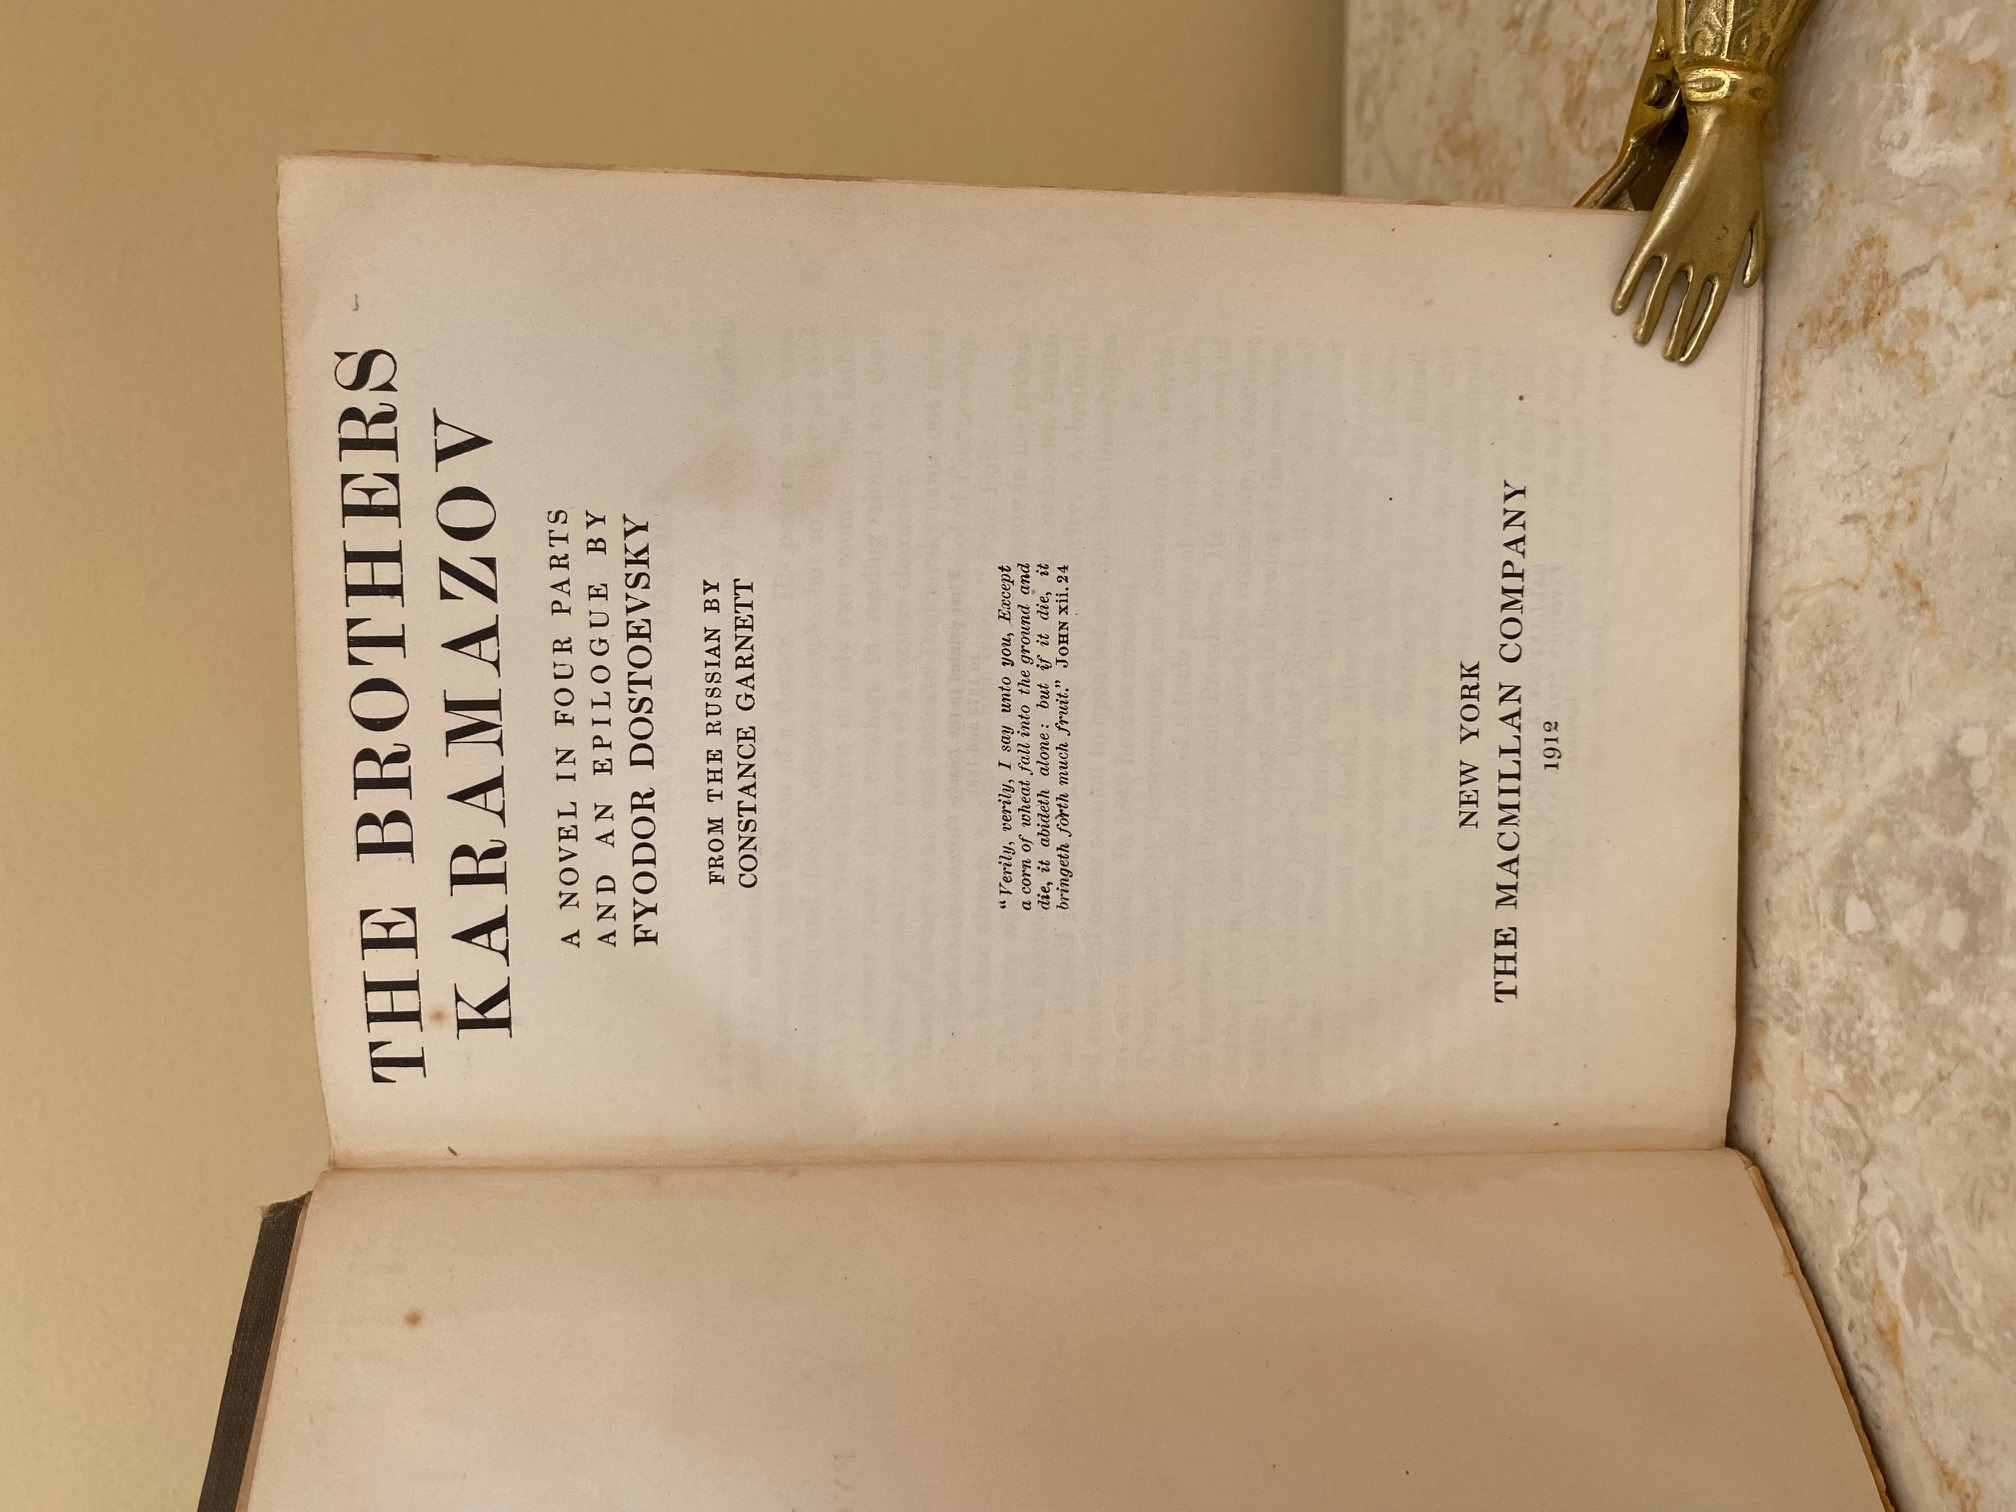 THE BROTHERS
KARAMAZOV
A NOVEL IN FOUR PARTS
AND AN EPILOGUE BY
FYODOR DOSTOEVSKY
FROM THE RUSSIAN BY
CONSTANCE GARNETT
"Verily, verily, I say unto you, Except
a corn of wheat fall into the ground and
die, it abideth alone: but if it die, it
bringeth forth much fruit." JOHN xii. 24
NEW YORK
THE MACMILLAN COMPANY
1912